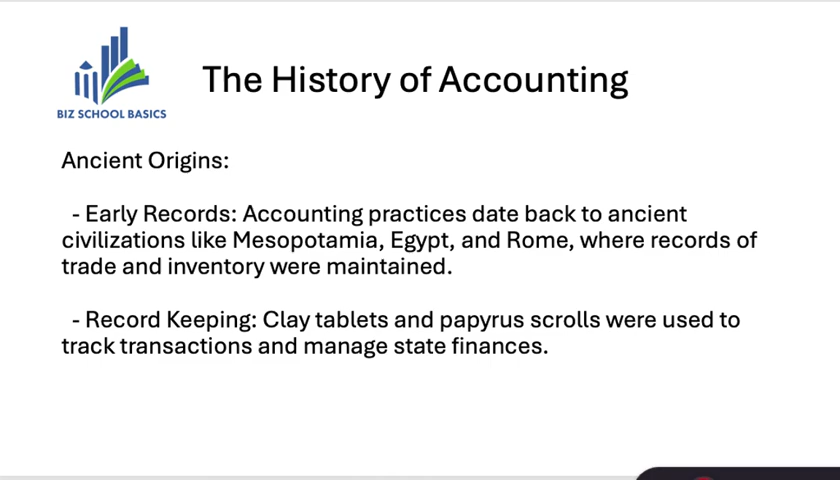 BIZ SCHOOL BASICS
The History of Accounting
Ancient Origins:
- Early Records: Accounting practices date back to ancient
civilizations like Mesopotamia, Egypt, and Rome, where records of
trade and inventory were maintained.
- Record Keeping: Clay tablets and papyrus scrolls were used to
track transactions and manage state finances.